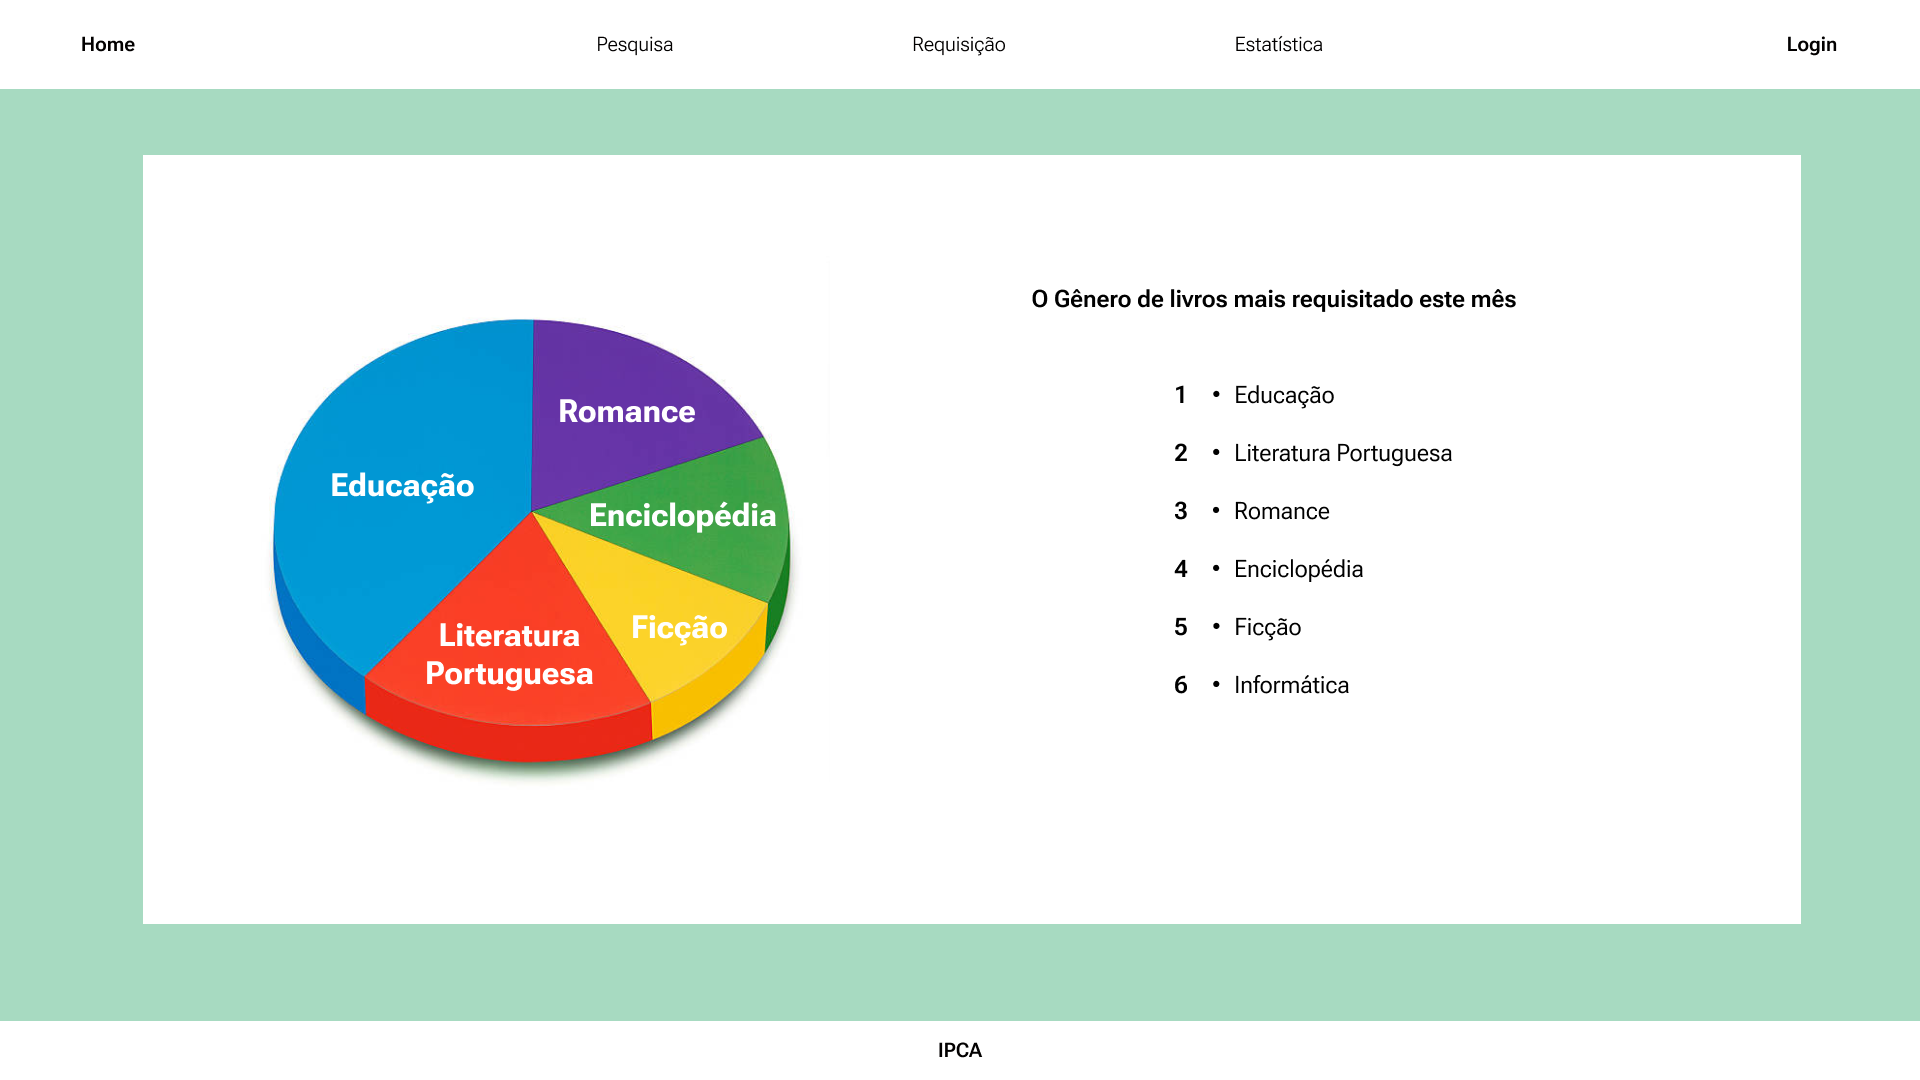 Home
Pesquisa
Requisição
Estatística
Login
Romance
Educação
Enciclopédia
Ficção
Literatura
Portuguesa
O Gênero de livros mais requisitado este mês
1 • Educação
2 • Literatura Portuguesa
3 • Romance
4 • Enciclopédia
5 • Ficção
6 • Informática
IPCA